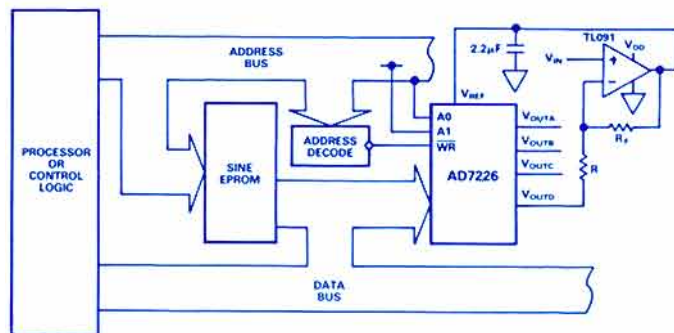 PROCESSOR
OR
CONTROL
LOGIC
ADDRESS
BUS
SINE
EPROM
ADDRESS
DECODE
DATA
BUS
A0
A1
WR
AD7226
VREF
2.2μF
VOUTA
VOUTB
VOUTC
VOUTD
VIN
TL091
VDD
+
−
RF
R